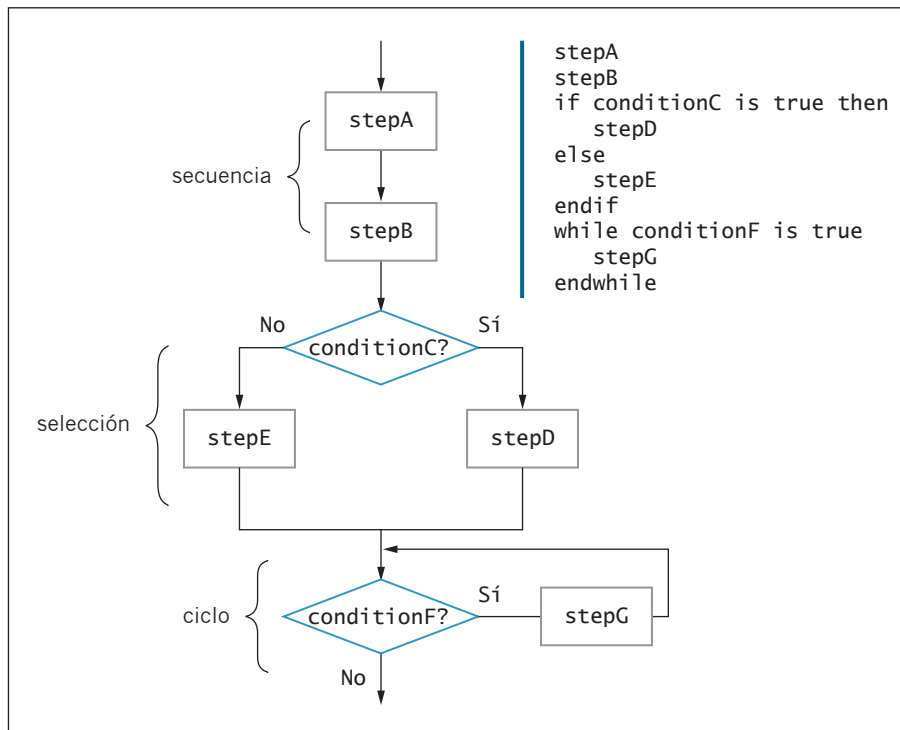 stepA
stepB
if conditionC is true then
stepD
else
stepE
endif
while conditionF is true
stepG
endwhile
stepA
secuencia
stepB
No
Sí
conditionC?
selección
stepE
stepD
Sí
ciclo
conditionF?
stepG
No